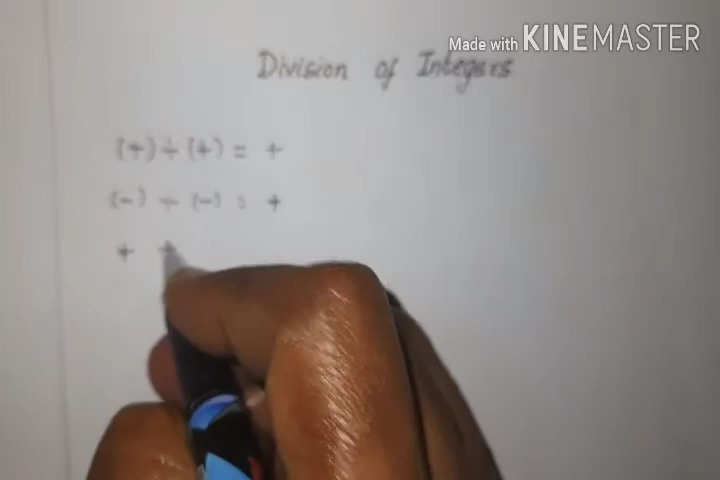 Made with KINEMASTER
Division of Integers
(+) ÷ (+) = +
(-) ÷ (-) = +
+ ÷